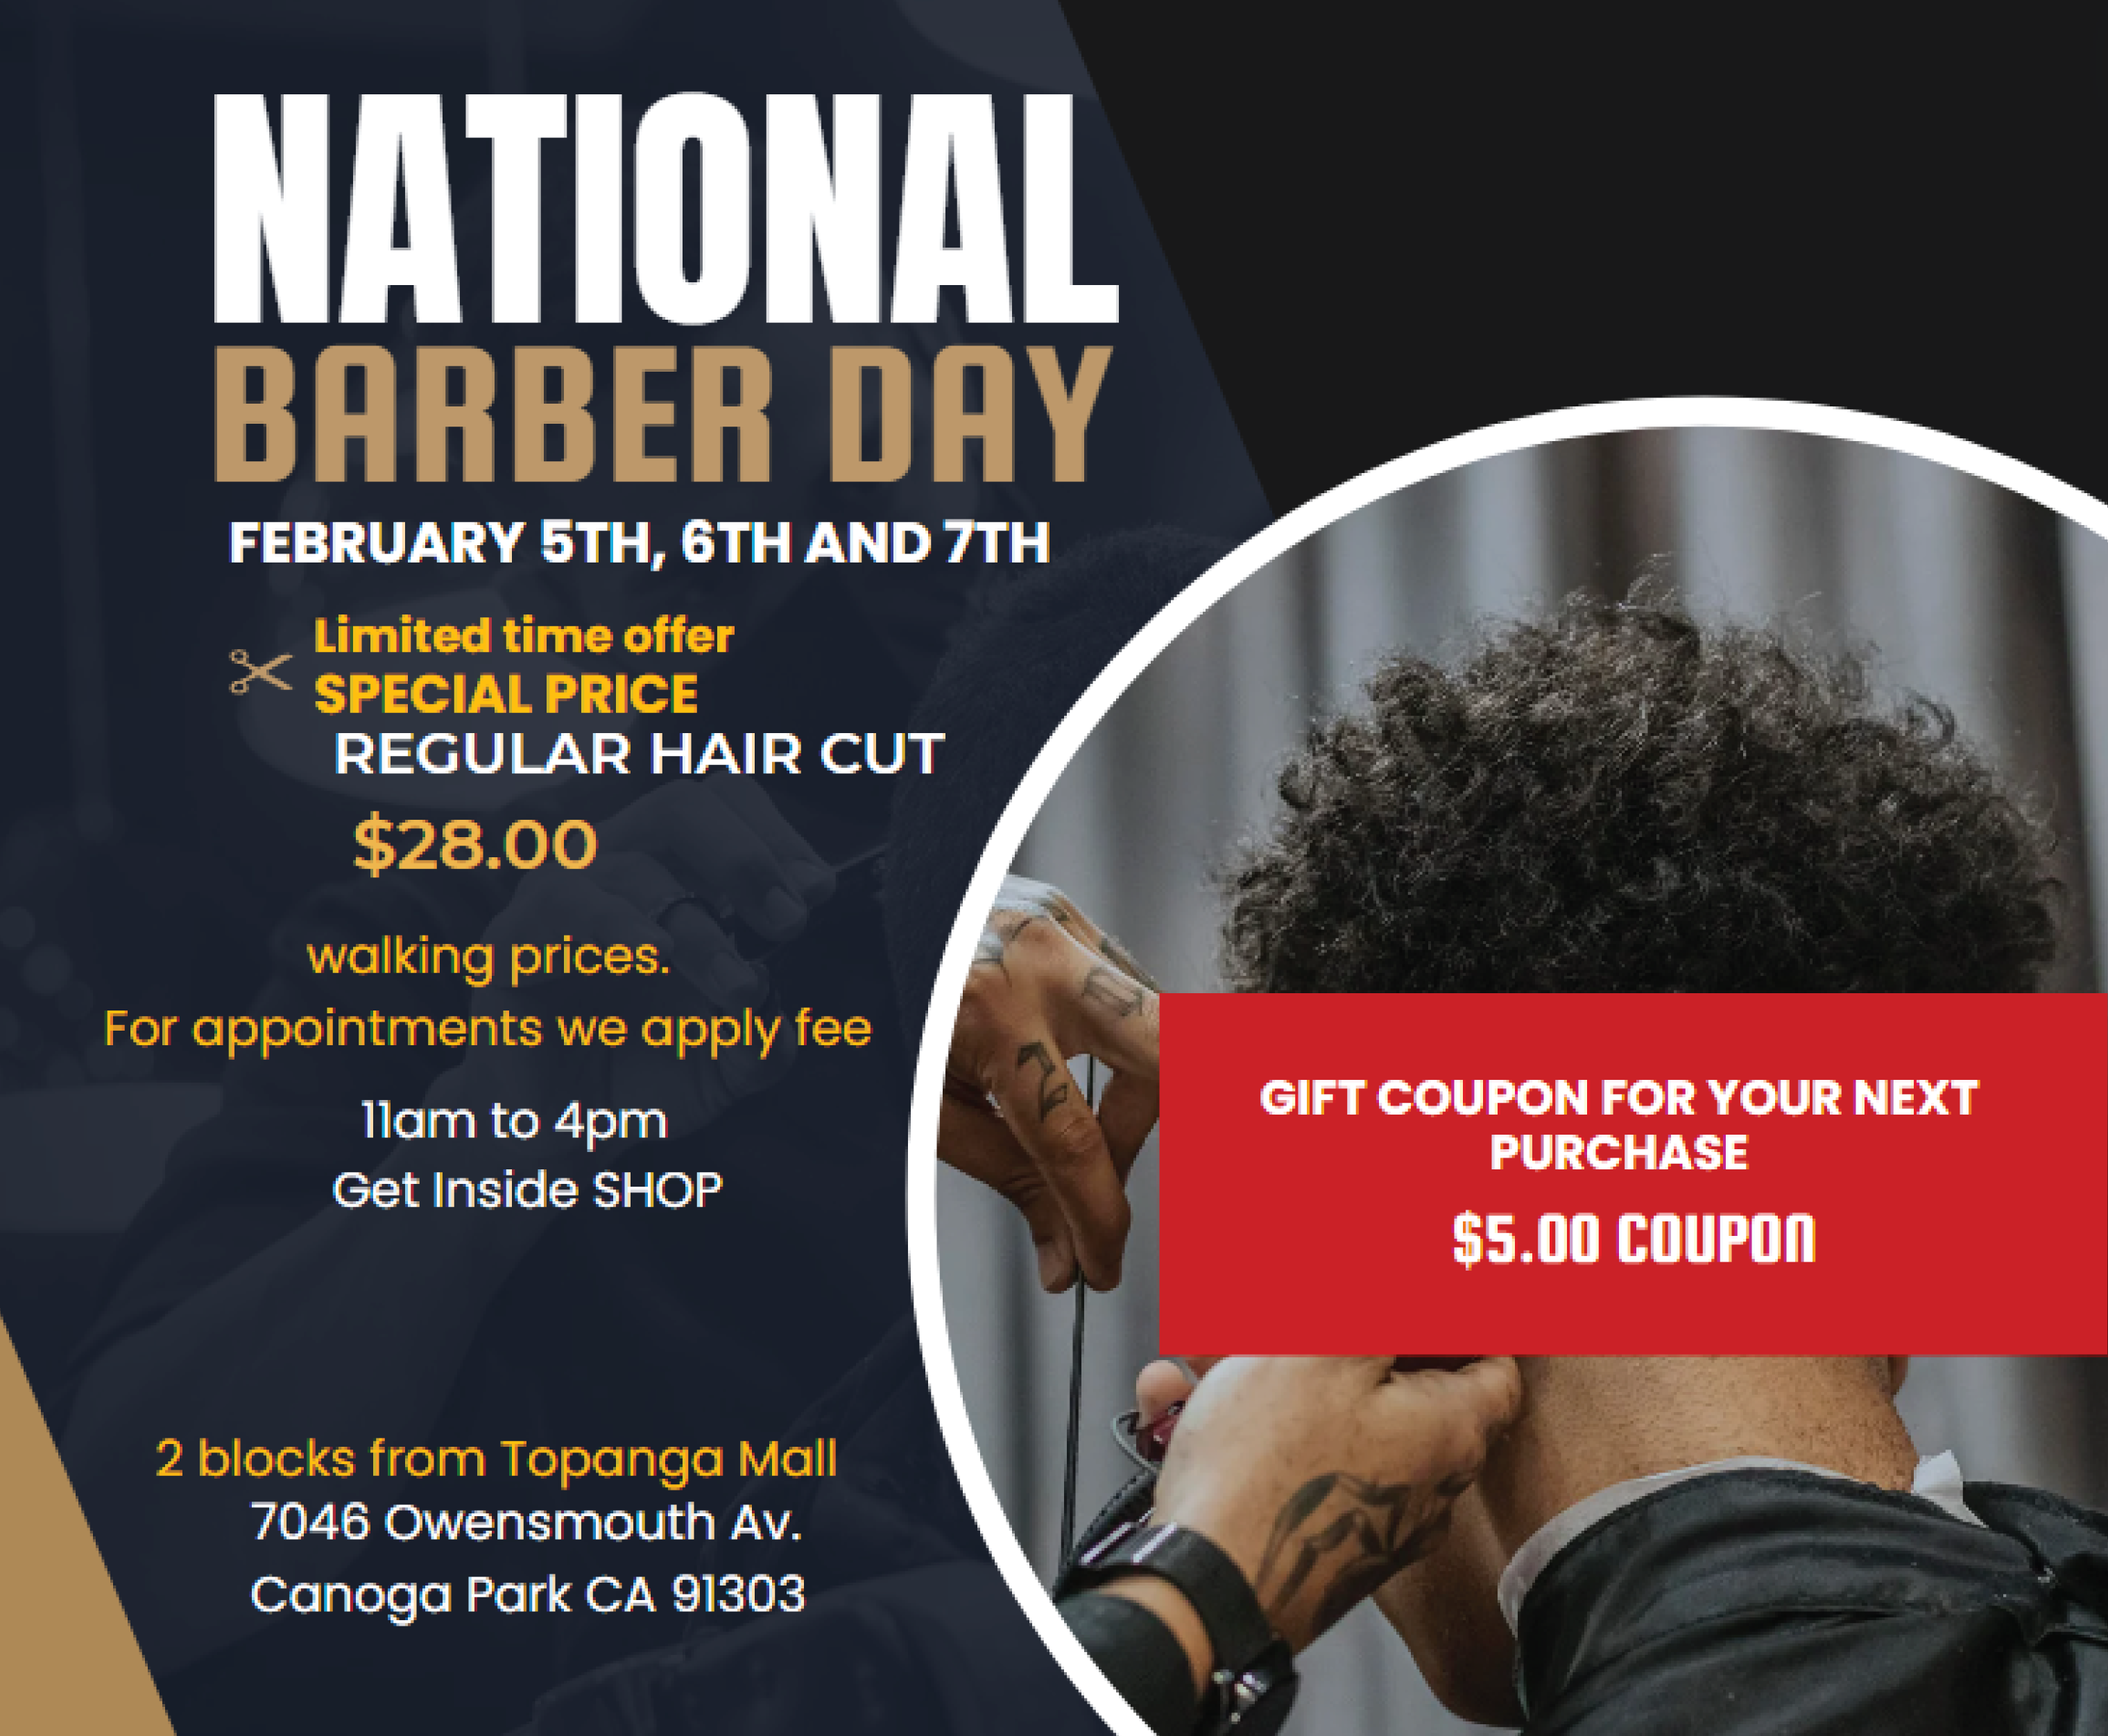 NATIONAL
BARBER DAY
FEBRUARY 5TH, 6TH AND 7TH
Limited time offer
SPECIAL PRICE
REGULAR HAIR CUT
$28.00
walking prices.
For appointments we apply fee
11am to 4pm
Get Inside SHOP
2 blocks from Topanga Mall
7046 Owensmouth Av.
Canoga Park CA 91303
GIFT COUPON FOR YOUR NEXT
PURCHASE
$5.00 COUPON